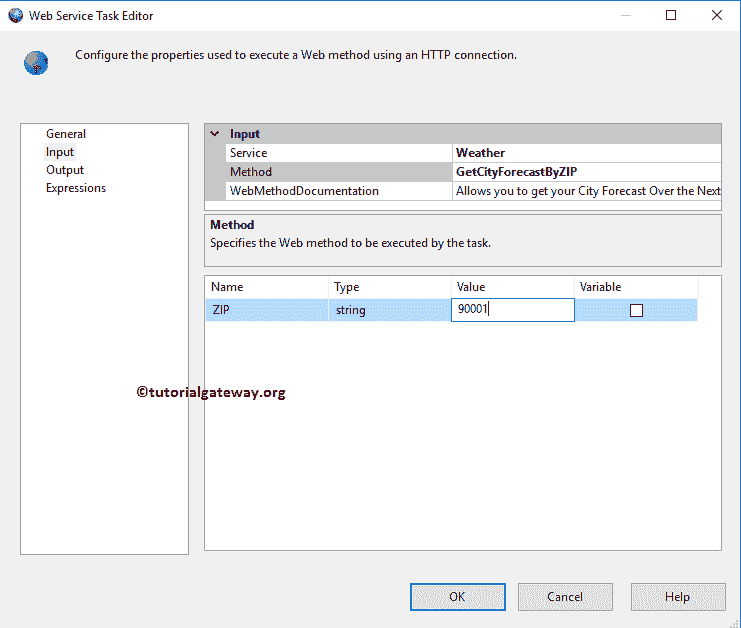 Web Service Task Editor
Configure the properties used to execute a Web method using an HTTP connection.
General
Input
Output
Expressions
Input
Service Weather
Method GetCityForecastByZIP
WebMethodDocumentation Allows you to get your City Forecast Over the Next
Method
Specifies the Web method to be executed by the task.
Name Type Value Variable
ZIP string 90001
©tutorialgateway.org
OK Cancel Help